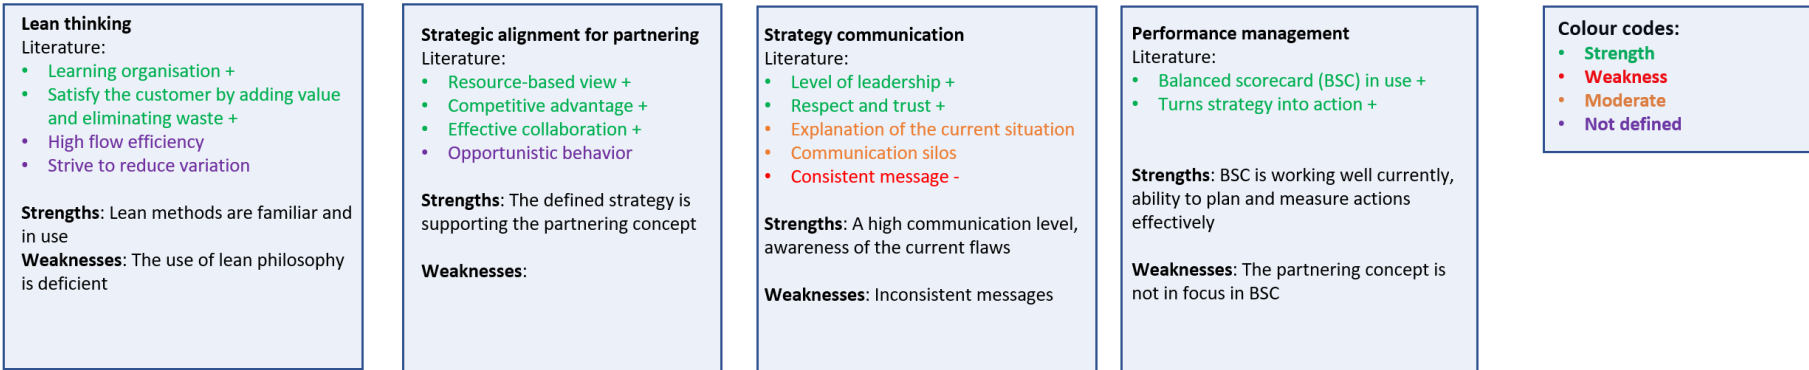 Lean thinking
Literature:
• Learning organisation +
• Satisfy the customer by adding value
and eliminating waste +
• High flow efficiency
• Strive to reduce variation
Strengths: Lean methods are familiar and
in use
Weaknesses: The use of lean philosophy
is deficient
Strategic alignment for partnering
Literature:
• Resource-based view +
• Competitive advantage +
• Effective collaboration +
• Opportunistic behavior
Strengths: The defined strategy is
supporting the partnering concept
Weaknesses:
Strategy communication
Literature:
• Level of leadership +
• Respect and trust +
• Explanation of the current situation
• Communication silos
• Consistent message -
Strengths: A high communication level,
awareness of the current flaws
Weaknesses: Inconsistent messages
Performance management
Literature:
• Balanced scorecard (BSC) in use +
• Turns strategy into action +
Strengths: BSC is working well currently,
ability to plan and measure actions
effectively
Weaknesses: The partnering concept is
not in focus in BSC
Colour codes:
• Strength
• Weakness
• Moderate
• Not defined